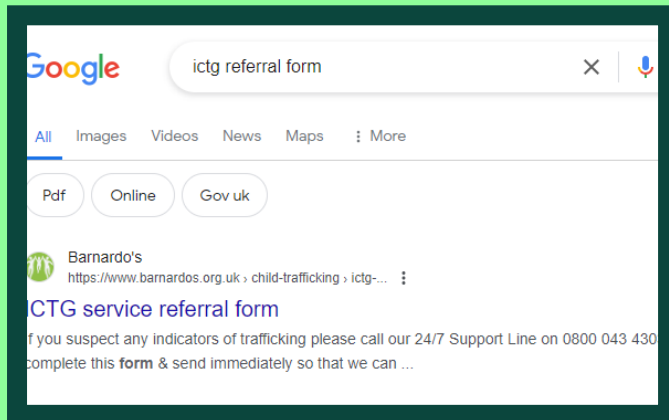 Google
ictg referral form
All Images Videos News Maps More
Pdf Online Gov uk
Barnardo's
https://www.barnardos.org.uk › child-trafficking › ictg-...
ICTG service referral form
If you suspect any indicators of trafficking please call our 24/7 Support Line on 0800 043 430
complete this form & send immediately so that we can ...